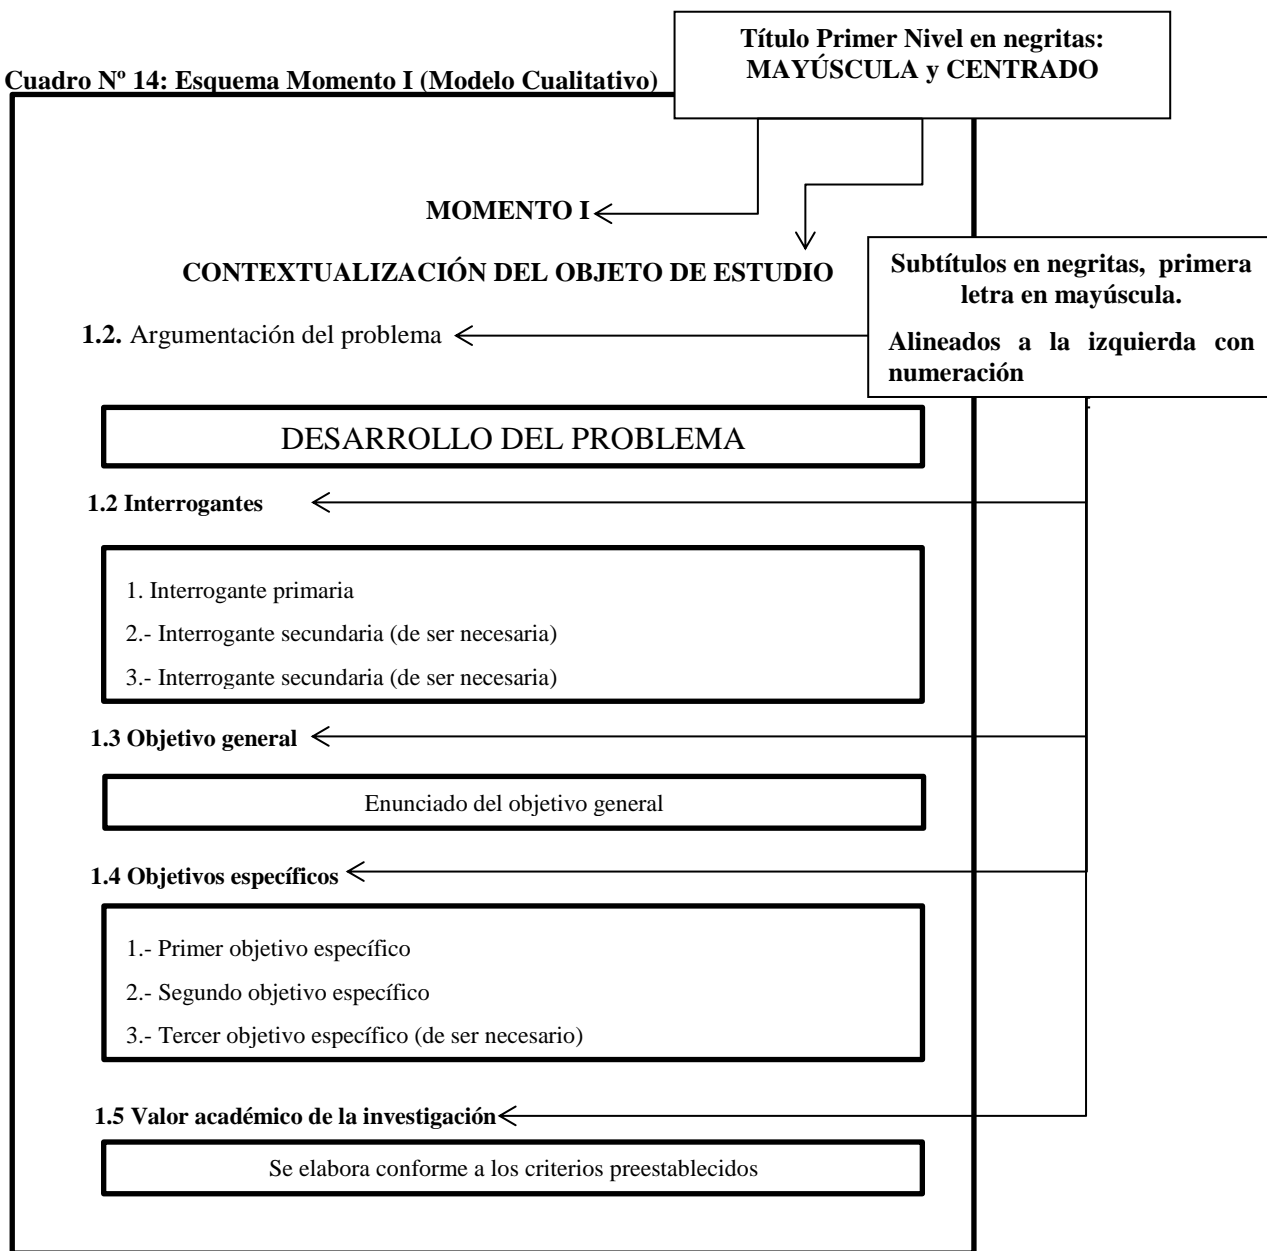 Título Primer Nivel en negritas:
MAYÚSCULA y CENTRADO
Cuadro Nº 14: Esquema Momento I (Modelo Cualitativo)
MOMENTO I
CONTEXTUALIZACIÓN DEL OBJETO DE ESTUDIO
Subtítulos en negritas, primera
letra en mayúscula.
Alineados a la izquierda con
numeración
1.2. Argumentación del problema
DESARROLLO DEL PROBLEMA
1.2 Interrogantes
1. Interrogante primaria
2.- Interrogante secundaria (de ser necesaria)
3.- Interrogante secundaria (de ser necesaria)
1.3 Objetivo general
Enunciado del objetivo general
1.4 Objetivos específicos
1.- Primer objetivo específico
2.- Segundo objetivo específico
3.- Tercer objetivo específico (de ser necesario)
1.5 Valor académico de la investigación
Se elabora conforme a los criterios preestablecidos